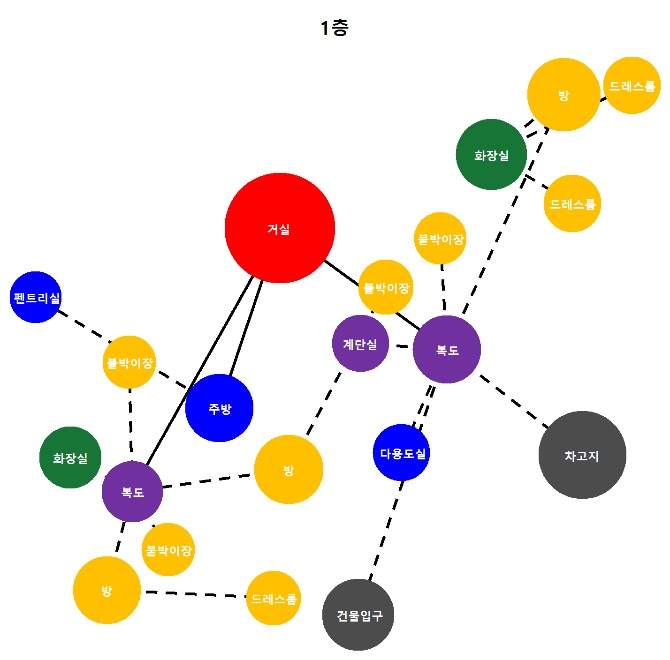 1층
방
드레스룸
화장실
드레스룸
거실
붙박이장
붙박이장
펜트리실
계단실
복도
붙박이장
주방
다용도실
차고지
화장실
방
복도
붙박이장
방
드레스룸
건물입구